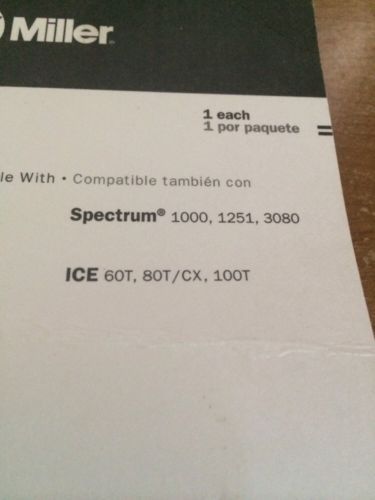 Miller
1 each
1 por paquete
le With • Compatible también con
Spectrum® 1000, 1251, 3080
ICE 60T, 80T/CX, 100T